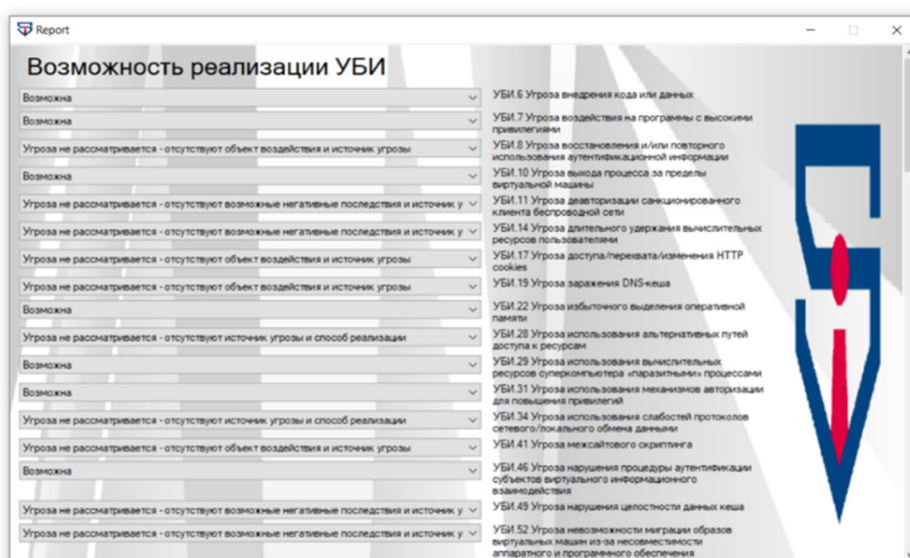 Report
Возможность реализации УБИ
Возможна
УБИ.6 Угроза внедрения кода или данных
Возможна
УБИ.7 Угроза воздействия на программы с высокими
привилегиями
Угроза не рассматривается - отсутствуют объект воздействия и источник угрозы
УБИ.8 Угроза восстановления и/или повторного
использования аутентификационной информации
Возможна
УБИ.10 Угроза выхода процесса за пределы
виртуальной машины
Угроза не рассматривается - отсутствуют возможные негативные последствия и источник у
УБИ.11 Угроза деавторизации санкционированного
клиента беспроводной сети
Угроза не рассматривается - отсутствуют возможные негативные последствия и источник у
УБИ.14 Угроза длительного удержания вычислительных
ресурсов пользователями
Угроза не рассматривается - отсутствуют объект воздействия и источник угрозы
УБИ.17 Угроза доступа/перехвата/изменения HTTP
cookies
Угроза не рассматривается - отсутствуют объект воздействия и источник угрозы
УБИ.19 Угроза заражения DNS-кеша
Возможна
УБИ.22 Угроза избыточного выделения оперативной
памяти
Угроза не рассматривается - отсутствуют источник угрозы и способ реализации
УБИ.28 Угроза использования альтернативных путей
доступа к ресурсам
Возможна
УБИ.29 Угроза использования вычислительных
ресурсов суперкомпьютера «паразитными» процессами
Возможна
УБИ.31 Угроза использования механизмов авторизации
для повышения привилегий
Угроза не рассматривается - отсутствуют источник угрозы и способ реализации
УБИ.34 Угроза использования слабостей протоколов
сетевого/локального обмена данными
Угроза не рассматривается - отсутствуют объект воздействия и источник угрозы
УБИ.41 Угроза межсайтового скриптинга
Возможна
УБИ.46 Угроза нарушения процедуры аутентификации
субъектов виртуального информационного
взаимодействия
Угроза не рассматривается - отсутствуют возможные негативные последствия и источник у
УБИ.49 Угроза нарушения целостности данных кеша
Угроза не рассматривается - отсутствуют возможные негативные последствия и источник у
УБИ.52 Угроза невозможности миграции образов
виртуальных машин из-за несовместимости
аппаратного и программного обеспечения